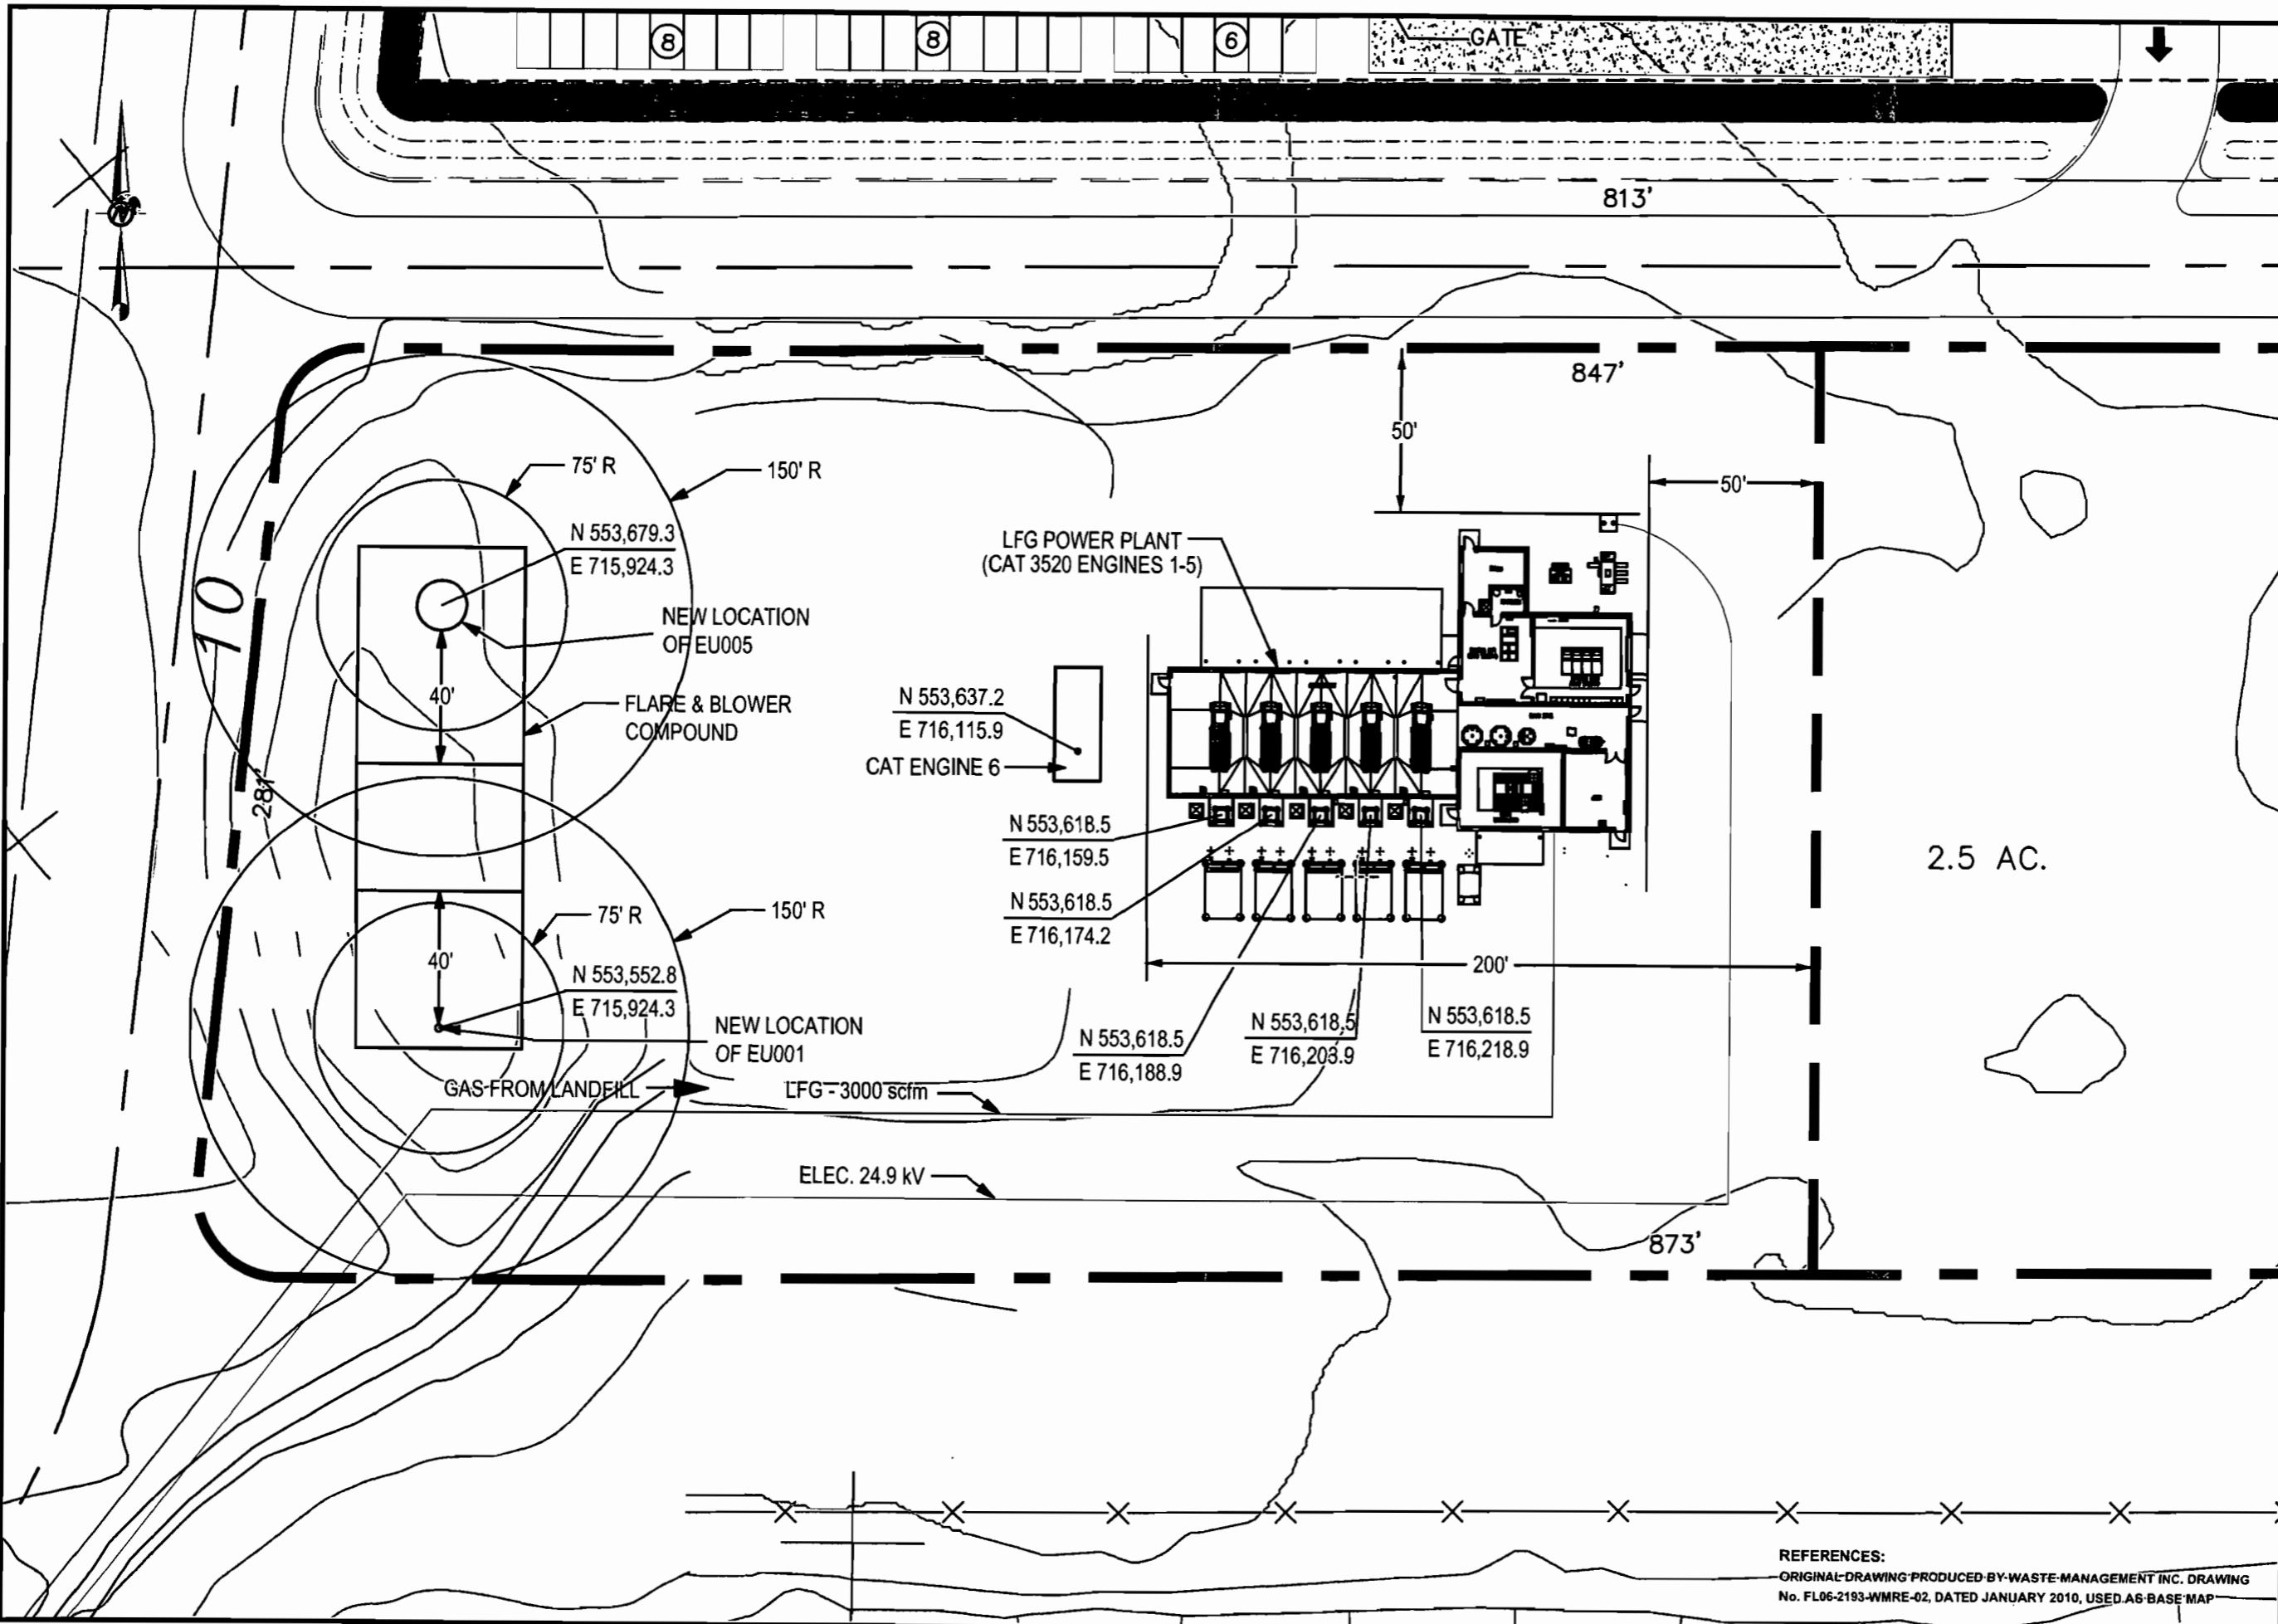 8
8
6
GATE
N
813'
847'
50'
75' R
150' R
50'
N 553,679.3
E 715,924.3
LFG POWER PLANT
(CAT 3520 ENGINES 1-5)
10
NEW LOCATION
OF EU005
40'
FLARE & BLOWER
COMPOUND
N 553,637.2
E 716,115.9
CAT ENGINE 6
281'
N 553,618.5
E 716,159.5
2.5 AC.
N 553,618.5
E 716,174.2
75' R
150' R
40'
200'
N 553,552.8
E 715,924.3
NEW LOCATION
OF EU001
N 553,618.5
E 716,188.9
N 553,618.5
E 716,203.9
N 553,618.5
E 716,218.9
GAS FROM LANDFILL
LFG - 3000 scfm
ELEC. 24.9 kV
873'
REFERENCES:
ORIGINAL DRAWING PRODUCED BY WASTE MANAGEMENT INC. DRAWING
No. FL06-2193-WMRE-02, DATED JANUARY 2010, USED AS BASE MAP